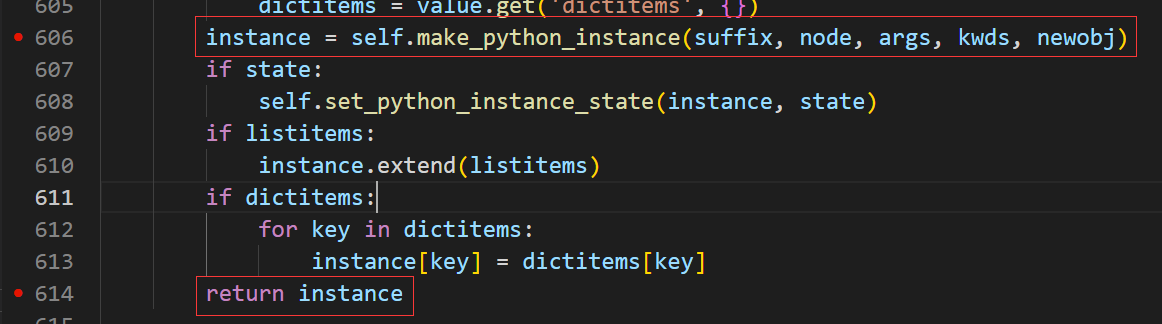 605 dictitems = value.get('dictitems', {})
606 instance = self.make_python_instance(suffix, node, args, kwds, newobj)
607 if state:
608 self.set_python_instance_state(instance, state)
609 if listitems:
610 instance.extend(listitems)
611 if dictitems:
612 for key in dictitems:
613 instance[key] = dictitems[key]
614 return instance
615